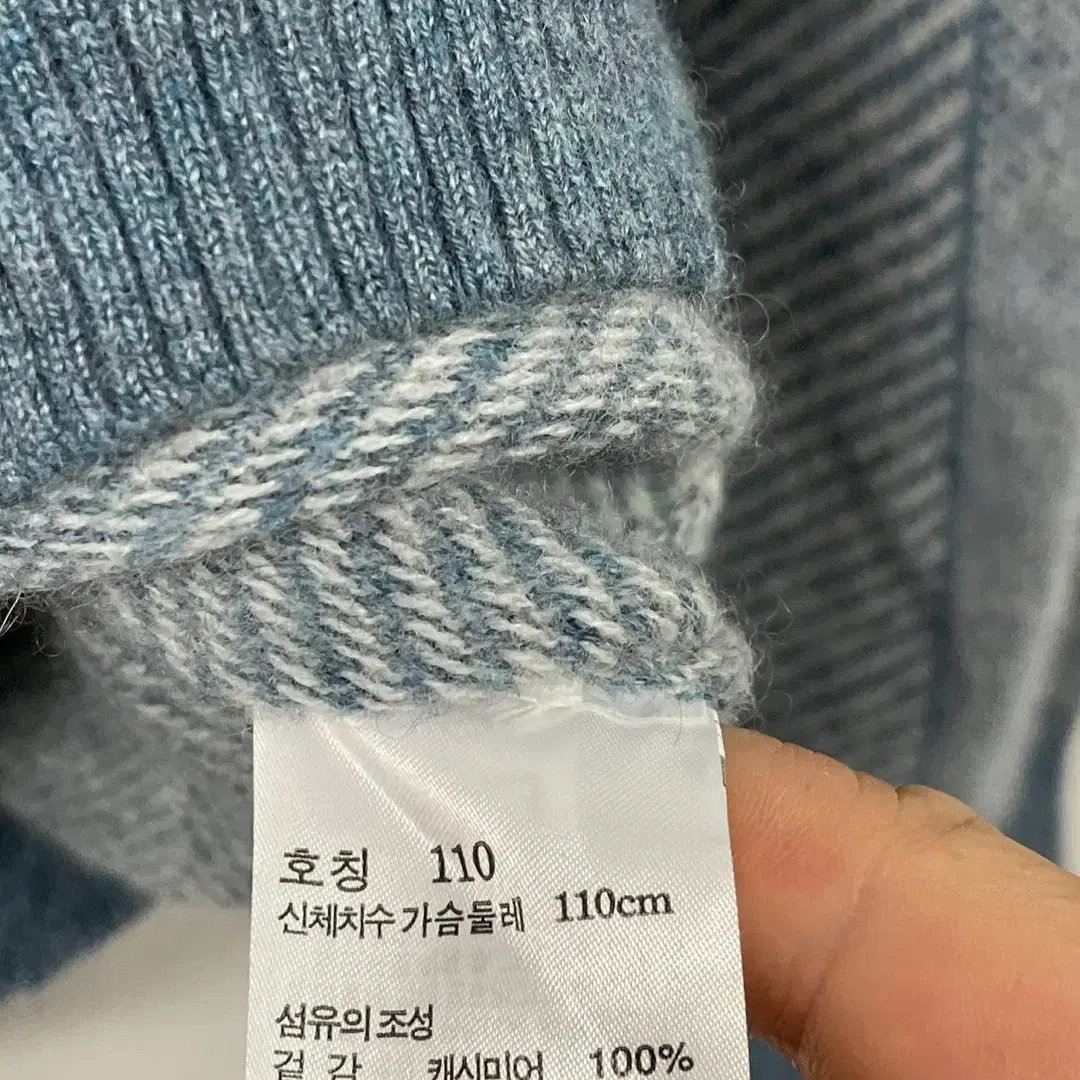 호칭 110
신체치수 가슴둘레 110cm
섬유의 조성
겉 감 캐시미어 100%